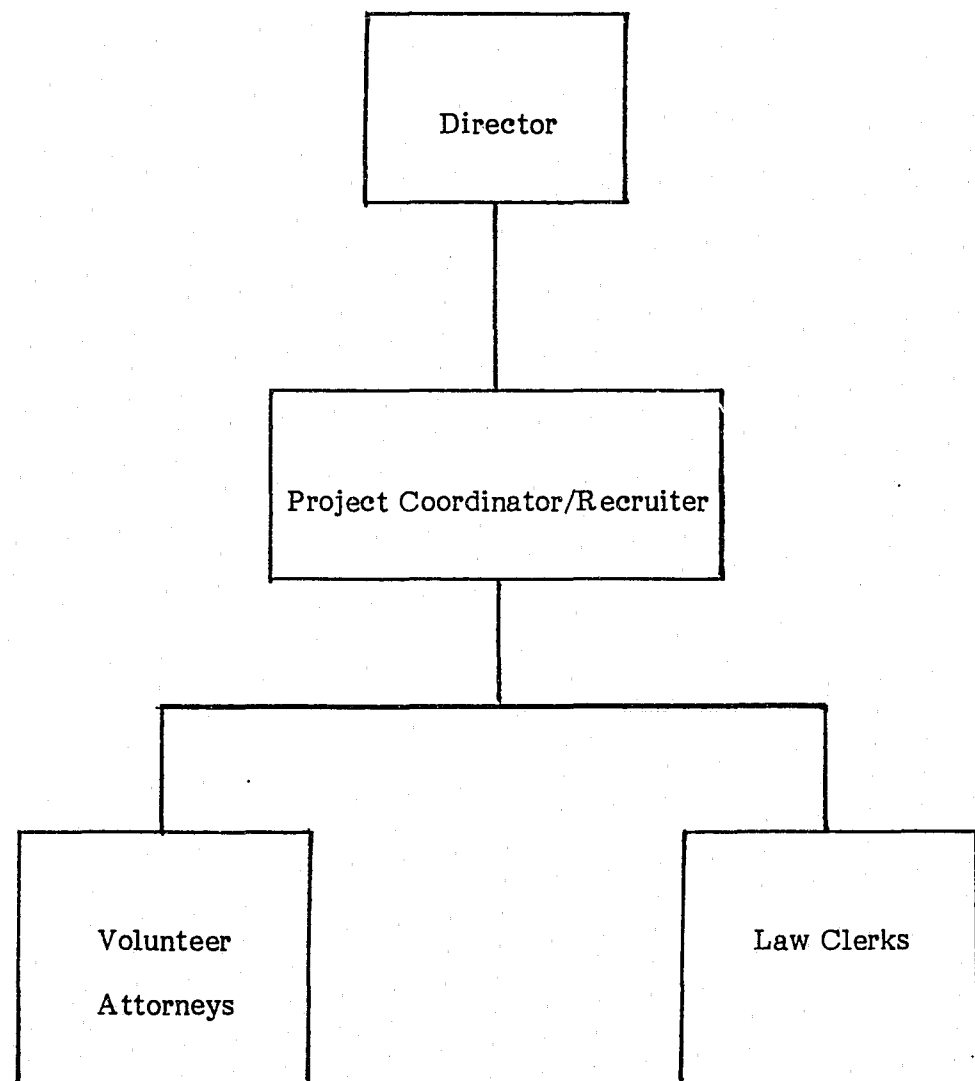 Director
Project Coordinator/Recruiter
Volunteer
Attorneys
Law Clerks